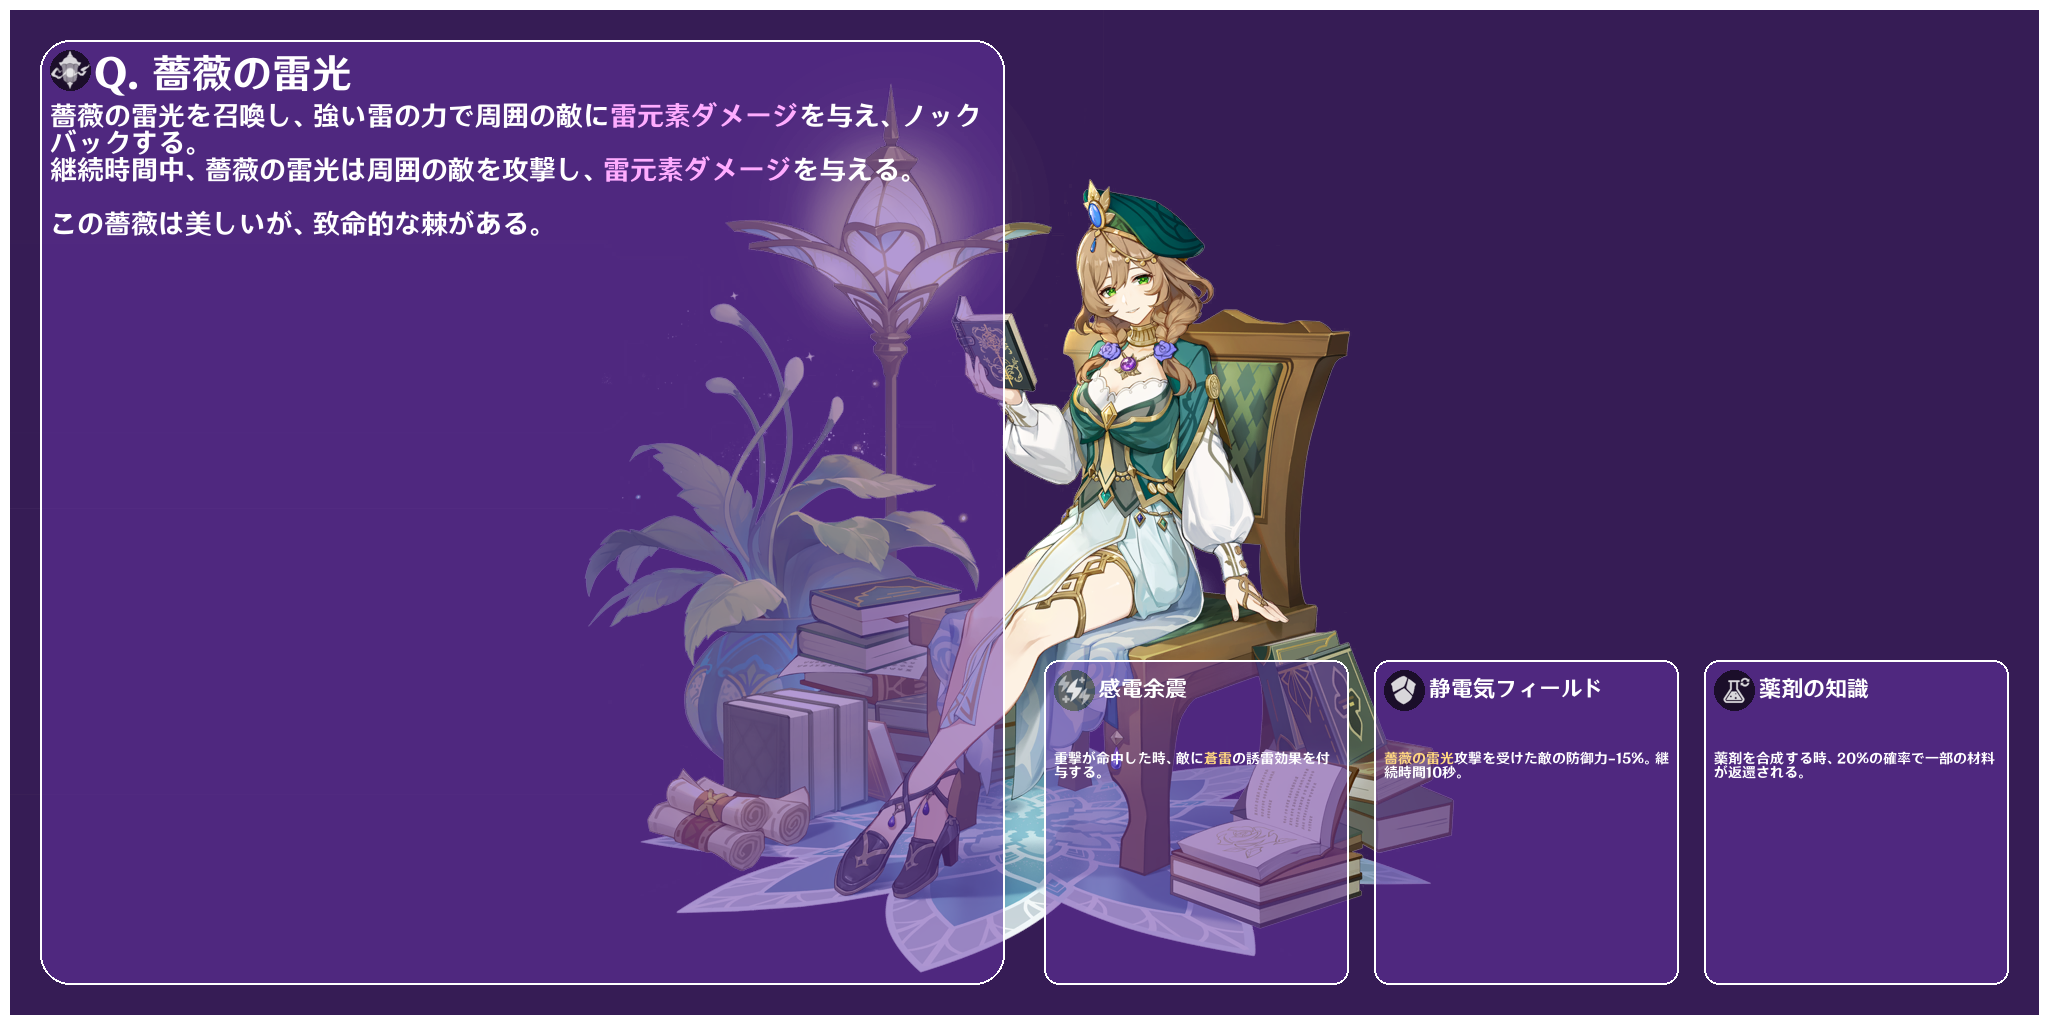 Q. 薔薇の雷光
薔薇の雷光を召喚し、強い雷の力で周囲の敵に雷元素ダメージを与え、ノック
バックする。
継続時間中、薔薇の雷光は周囲の敵を攻撃し、雷元素ダメージを与える。
この薔薇は美しいが、致命的な棘がある。
感電余震
重撃が命中した時、敵に蒼雷の誘雷効果を付
与する。
静電気フィールド
薔薇の雷光攻撃を受けた敵の防御力-15%。継
続時間10秒。
薬剤の知識
薬剤を合成する時、20%の確率で一部の材料
が返還される。